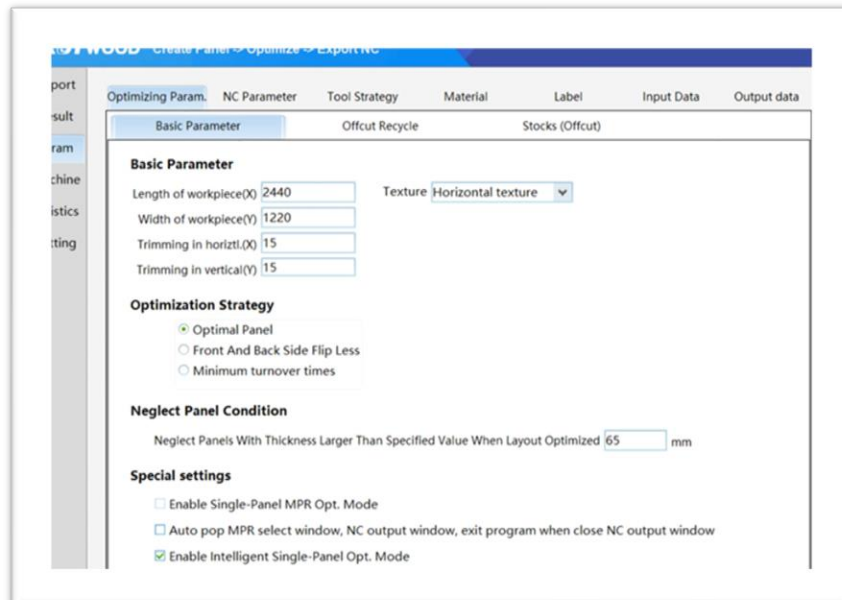 WOOD Create Panel -> Optimize -> Export NC
port
sult
ram
chine
istics
tting
Optimizing Param. NC Parameter Tool Strategy Material Label Input Data Output data
Basic Parameter Offcut Recycle Stocks (Offcut)
Basic Parameter
Length of workpiece(X) 2440 Texture Horizontal texture
Width of workpiece(Y) 1220
Trimming in horiztl.(X) 15
Trimming in vertical(Y) 15
Optimization Strategy
Optimal Panel
Front And Back Side Flip Less
Minimum turnover times
Neglect Panel Condition
Neglect Panels With Thickness Larger Than Specified Value When Layout Optimized 65 mm
Special settings
Enable Single-Panel MPR Opt. Mode
Auto pop MPR select window, NC output window, exit program when close NC output window
Enable Intelligent Single-Panel Opt. Mode